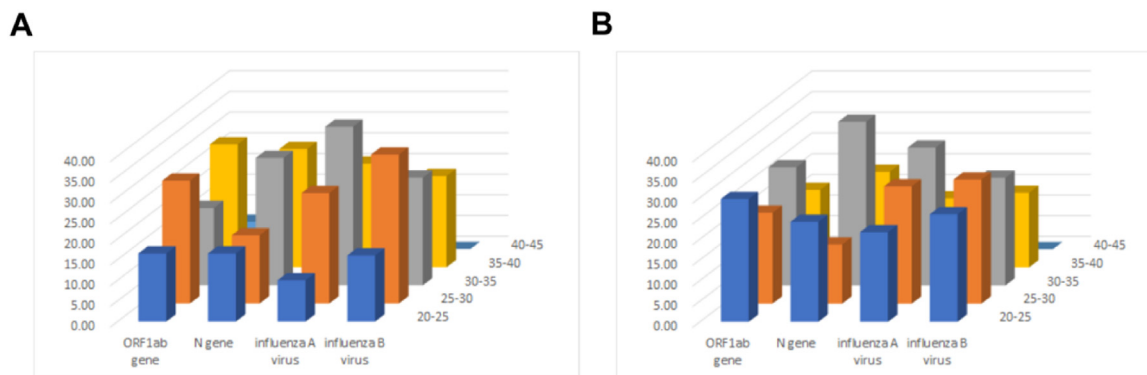 A
40.00
35.00
30.00
25.00
20.00
15.00
10.00
5.00
0.00
40-45
35-40
30-35
25-30
20-25
ORF1ab gene
N gene
influenza A virus
influenza B virus
B
40.00
35.00
30.00
25.00
20.00
15.00
10.00
5.00
0.00
40-45
35-40
30-35
25-30
20-25
ORF1ab gene
N gene
influenza A virus
influenza B virus